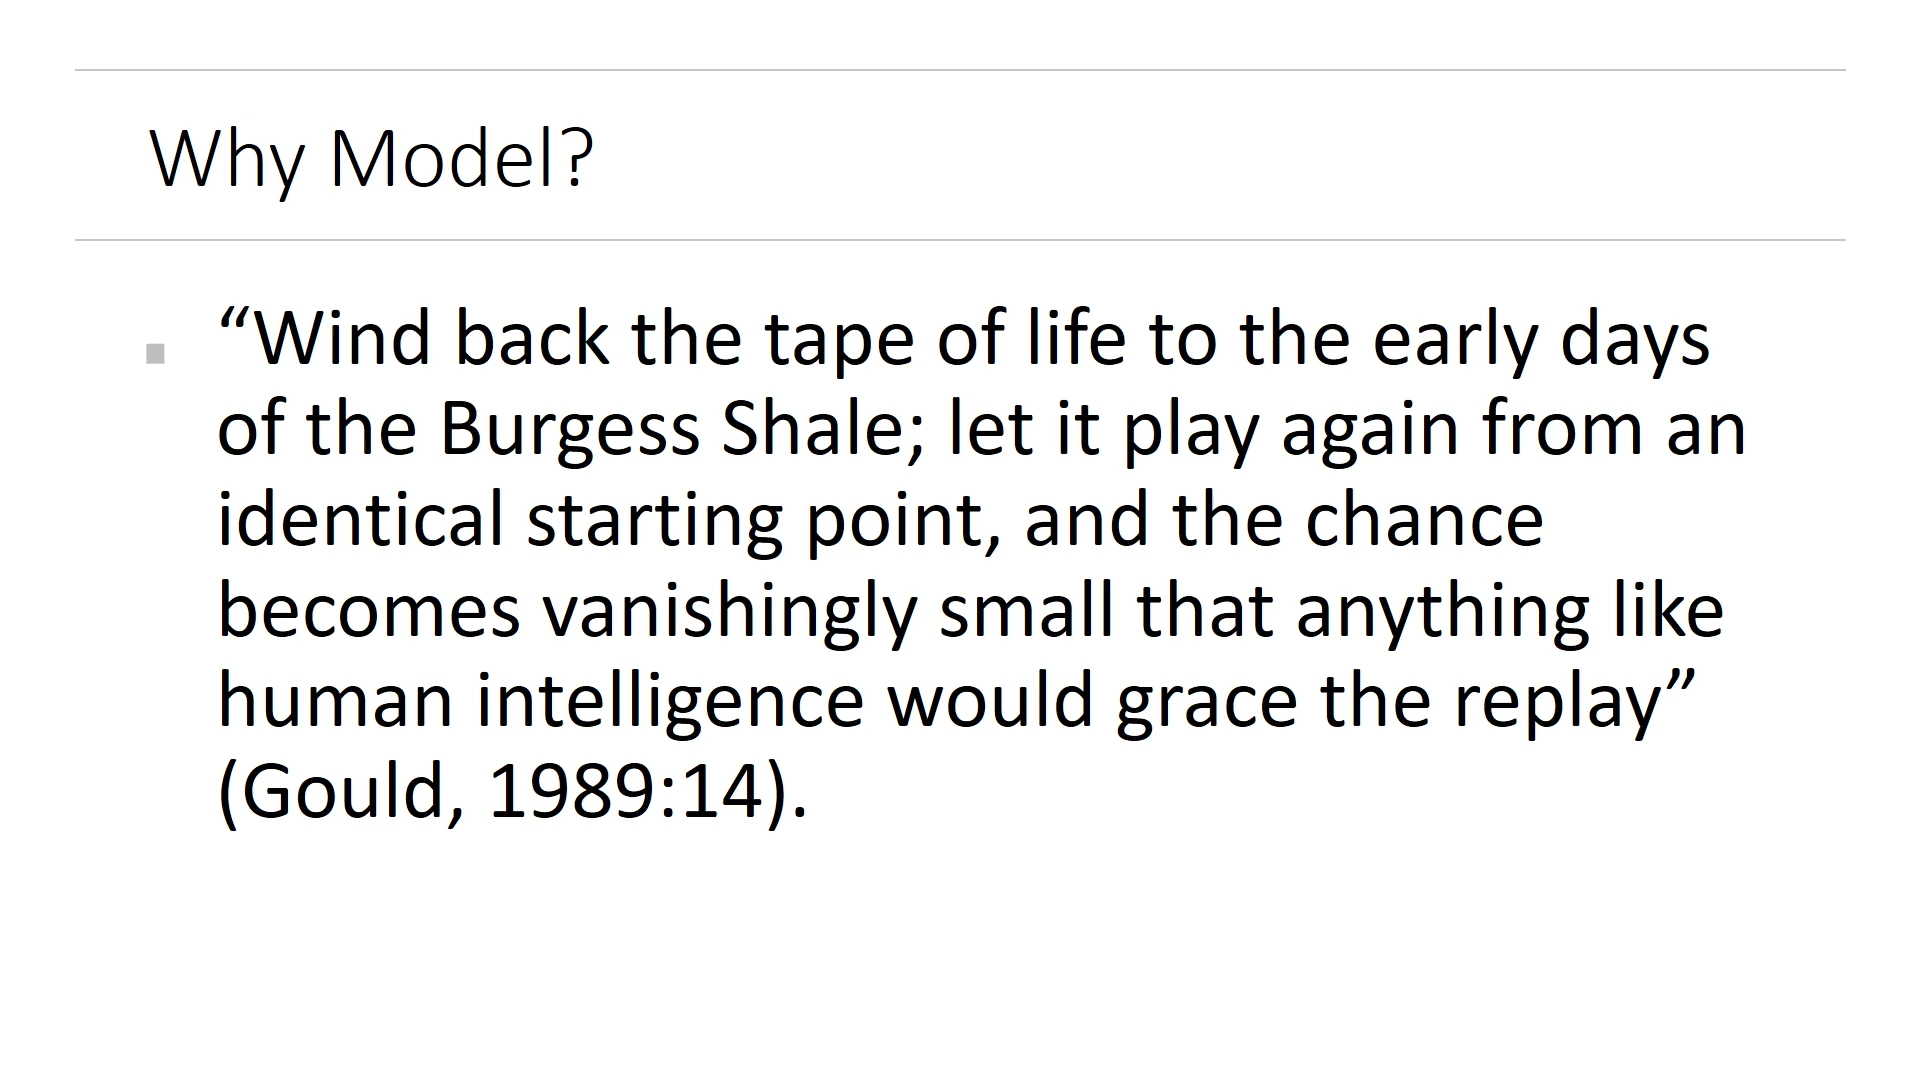 Why Model?
“Wind back the tape of life to the early days
of the Burgess Shale; let it play again from an
identical starting point, and the chance
becomes vanishingly small that anything like
human intelligence would grace the replay”
(Gould, 1989:14).